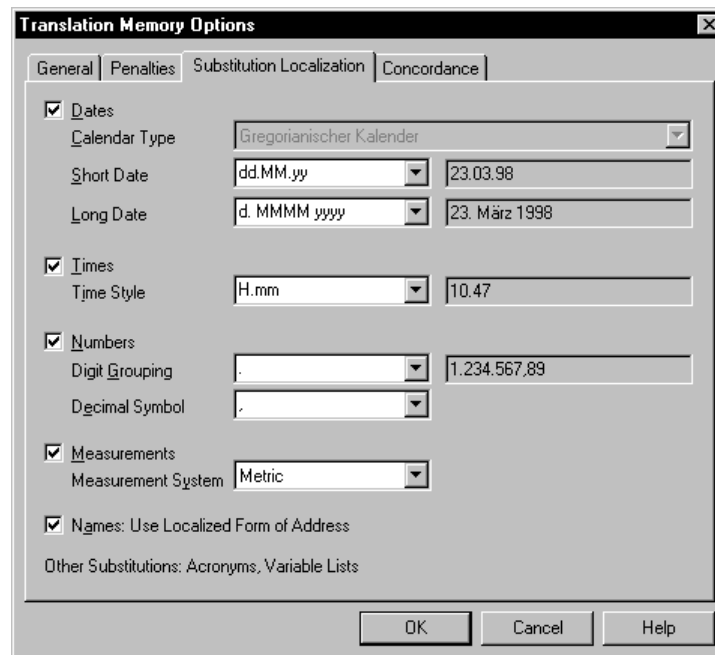 Translation Memory Options
General Penalties Substitution Localization Concordance
Dates
Calendar Type Gregorianischer Kalender
Short Date dd.MM.yy 23.03.98
Long Date d. MMMM yyyy 23. März 1998
Times
Time Style H.mm 10.47
Numbers
Digit Grouping . 1.234.567,89
Decimal Symbol ,
Measurements
Measurement System Metric
Names: Use Localized Form of Address
Other Substitutions: Acronyms, Variable Lists
OK Cancel Help